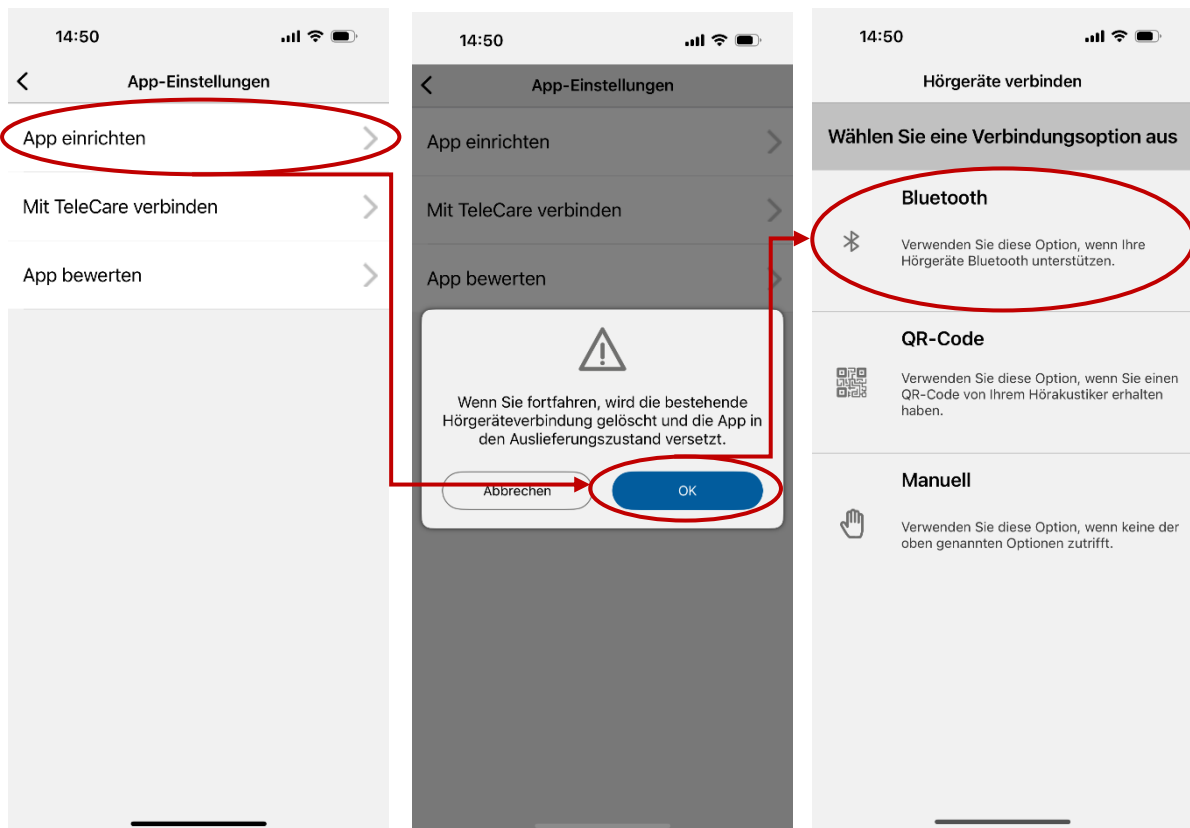 14:50
App-Einstellungen
App einrichten
Mit TeleCare verbinden
App bewerten
14:50
App-Einstellungen
App einrichten
Mit TeleCare verbinden
App bewerten
Wenn Sie fortfahren, wird die bestehende
Hörgeräteverbindung gelöscht und die App in
den Auslieferungszustand versetzt.
Abbrechen
OK
14:50
Hörgeräte verbinden
Wählen Sie eine Verbindungsoption aus
Bluetooth
Verwenden Sie diese Option, wenn Ihre
Hörgeräte Bluetooth unterstützen.
QR-Code
Verwenden Sie diese Option, wenn Sie einen
QR-Code von Ihrem Hörakustiker erhalten
haben.
Manuell
Verwenden Sie diese Option, wenn keine der
oben genannten Optionen zutrifft.